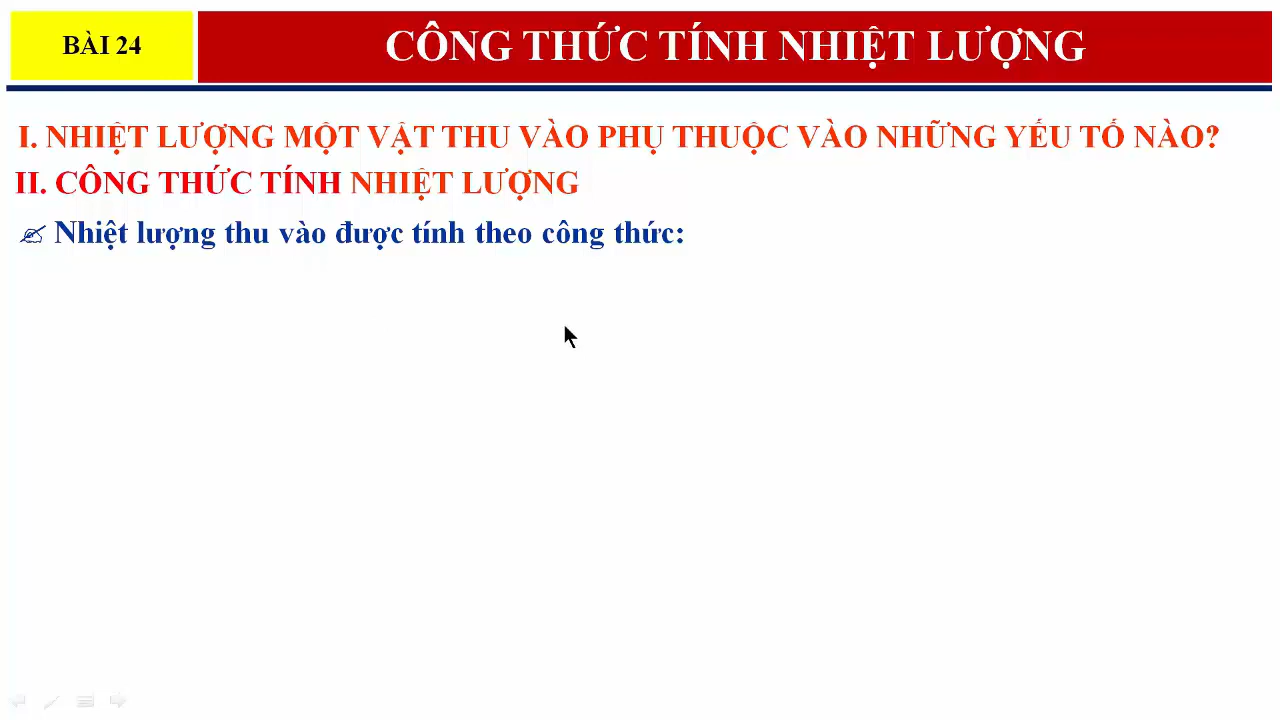 BÀI 24
CÔNG THỨC TÍNH NHIỆT LƯỢNG
I. NHIỆT LƯỢNG MỘT VẬT THU VÀO PHỤ THUỘC VÀO NHỮNG YẾU TỐ NÀO?
II. CÔNG THỨC TÍNH NHIỆT LƯỢNG
Nhiệt lượng thu vào được tính theo công thức: